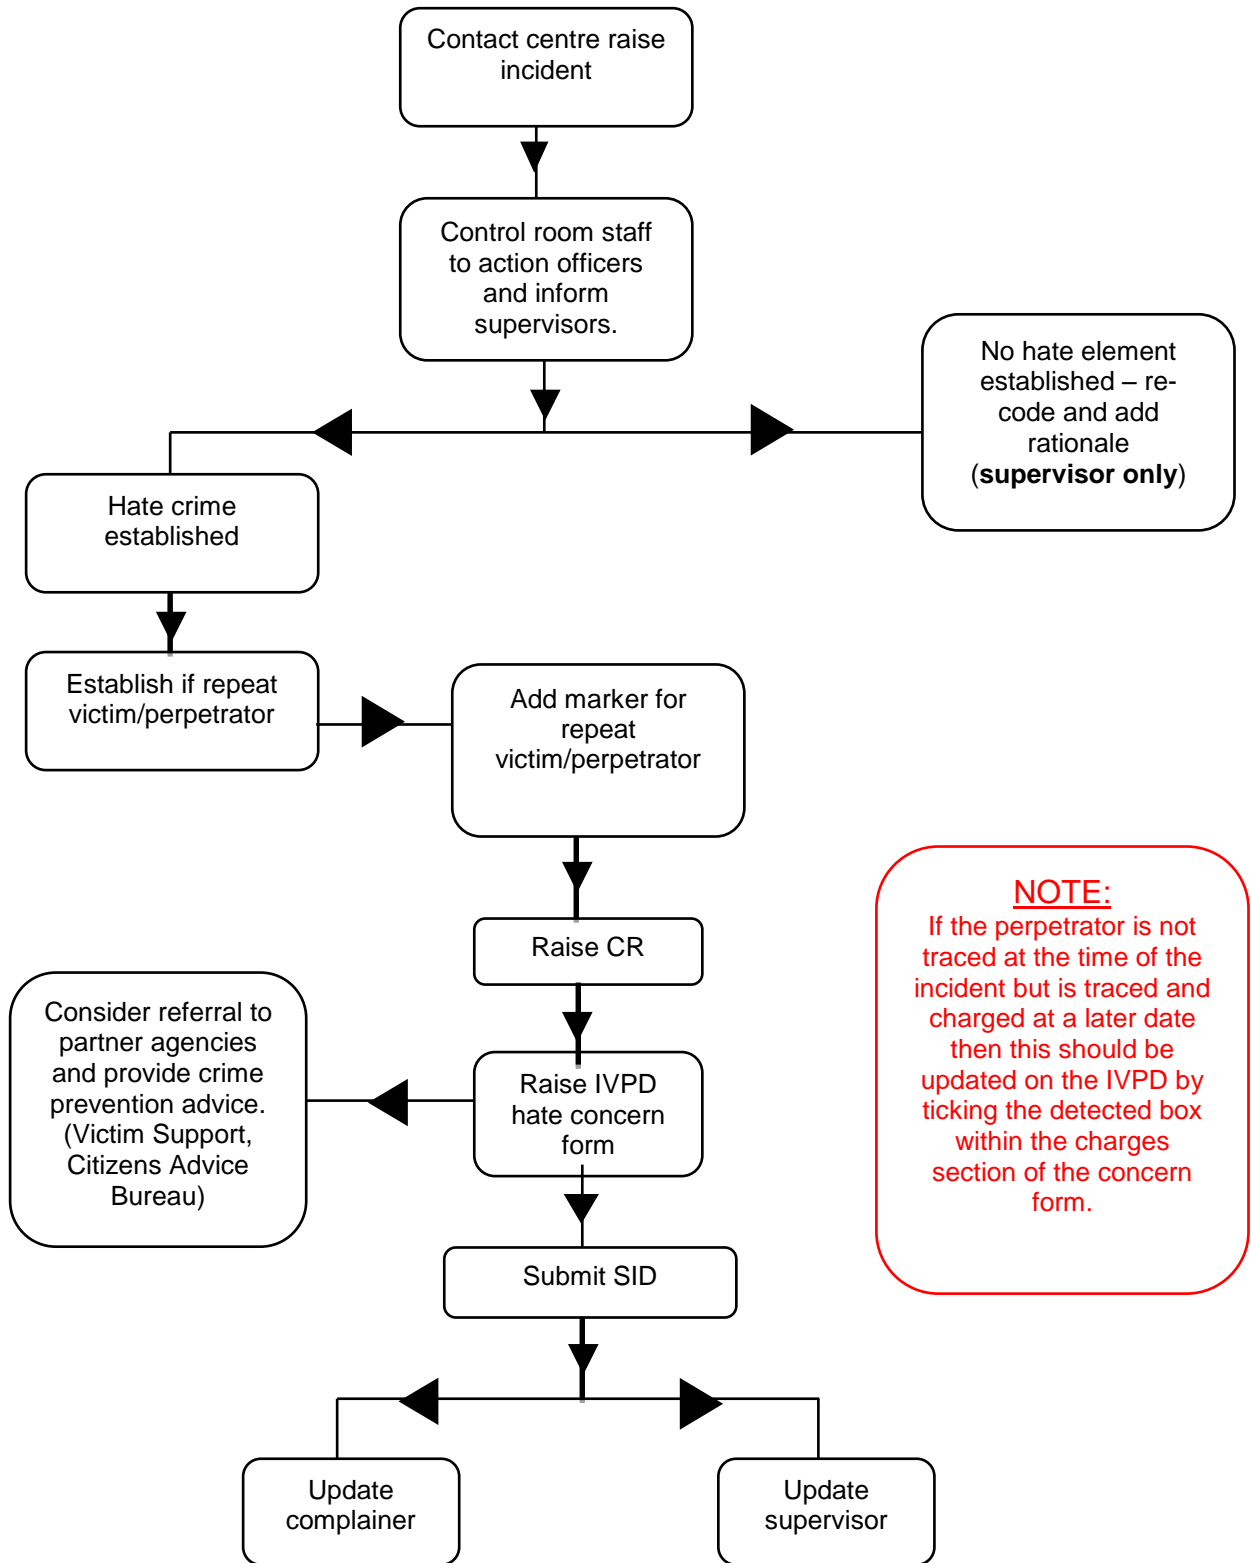 Contact centre raise
incident
Control room staff
to action officers
and inform
supervisors.
No hate element
established – re-
code and add
rationale
(supervisor only)
Hate crime
established
Establish if repeat
victim/perpetrator
Add marker for
repeat
victim/perpetrator
Raise CR
NOTE:
If the perpetrator is not
traced at the time of the
incident but is traced and
charged at a later date
then this should be
updated on the IVPD by
ticking the detected box
within the charges
section of the concern
form.
Consider referral to
partner agencies
and provide crime
prevention advice.
(Victim Support,
Citizens Advice
Bureau)
Raise IVPD
hate concern
form
Submit SID
Update
complainer
Update
supervisor